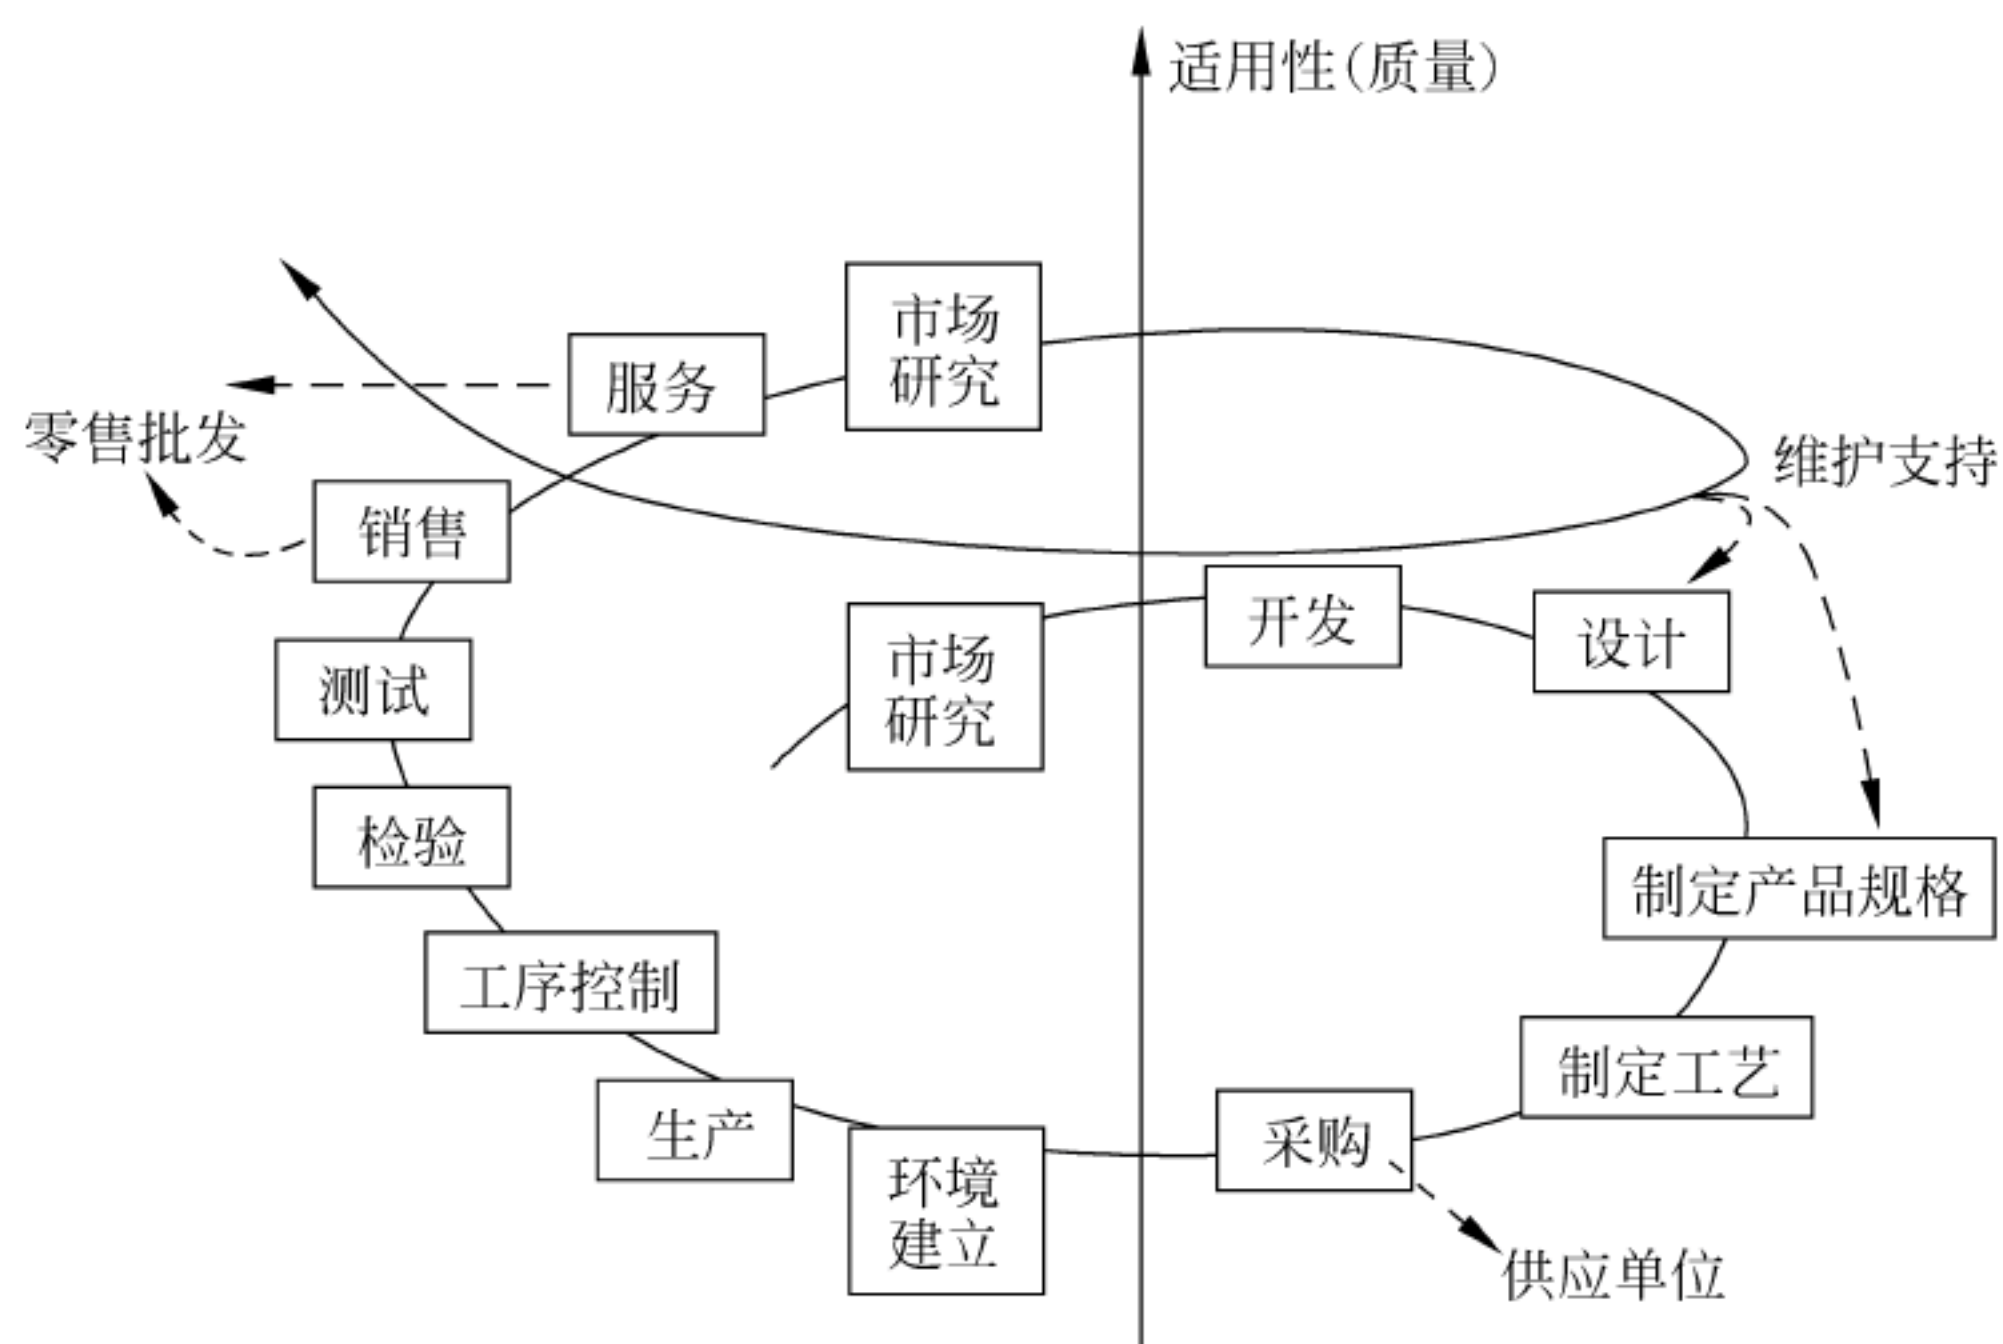 适用性(质量)
市场
研究
服务
零售批发
维护支持
销售
开发
设计
市场
研究
测试
检验
制定产品规格
工序控制
制定工艺
生产
采购
环境
建立
供应单位